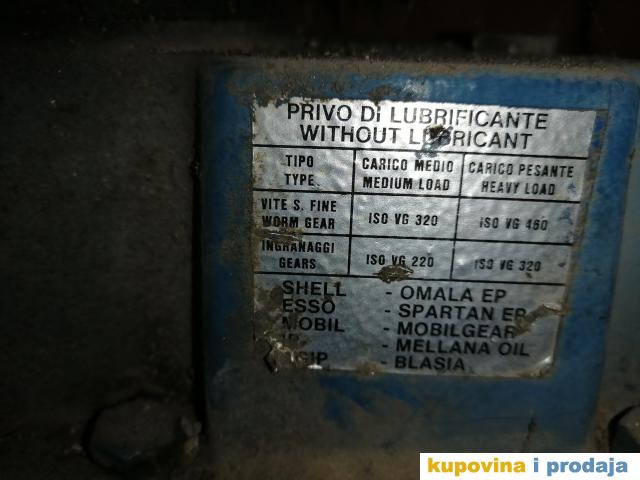 PRIVO DI LUBRIFICANTE
WITHOUT LUBRICANT
TIPO TYPE. CARICO MEDIO MEDIUM LOAD CARICO PESANTE HEAVY LOAD
VITE S. FINE WORM GEAR ISO VG 320 ISO VG 460
INGRANAGGI GEARS ISO VG 220 ISO VG 320
SHELL - OMALA EP
ESSO - SPARTAN EP
MOBIL - MOBILGEAR
- MELLANA OIL
- BLASIA
kupovina i prodaja